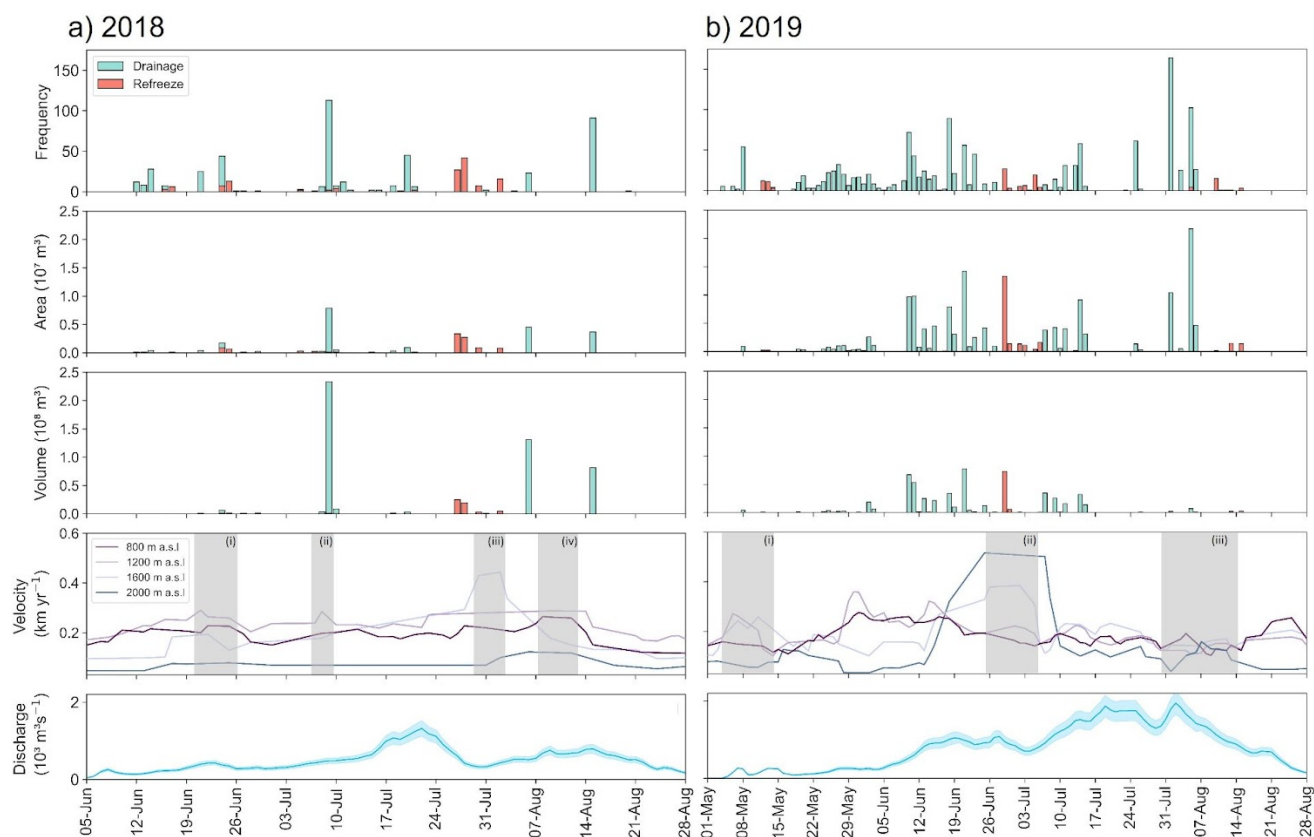 a) 2018
b) 2019
Drainage
Refreeze
Frequency
150
100
50
0
Area (10⁷ m³)
2.5
2.0
1.5
1.0
0.5
0.0
Volume (10⁸ m³)
2.5
2.0
1.5
1.0
0.5
0.0
Velocity
(km yr⁻¹)
0.6
0.4
0.2
800 m a.s.l
1200 m a.s.l
1600 m a.s.l
2000 m a.s.l
(i)
(ii)
(iii)
(iv)
(i)
(ii)
(iii)
Discharge
(10³ m³s⁻¹)
2
0
05-Jun
12-Jun
19-Jun
26-Jun
03-Jul
10-Jul
17-Jul
24-Jul
31-Jul
07-Aug
14-Aug
21-Aug
28-Aug
01-May
08-May
15-May
22-May
29-May
05-Jun
12-Jun
19-Jun
26-Jun
03-Jul
10-Jul
17-Jul
24-Jul
31-Jul
07-Aug
14-Aug
21-Aug
28-Aug